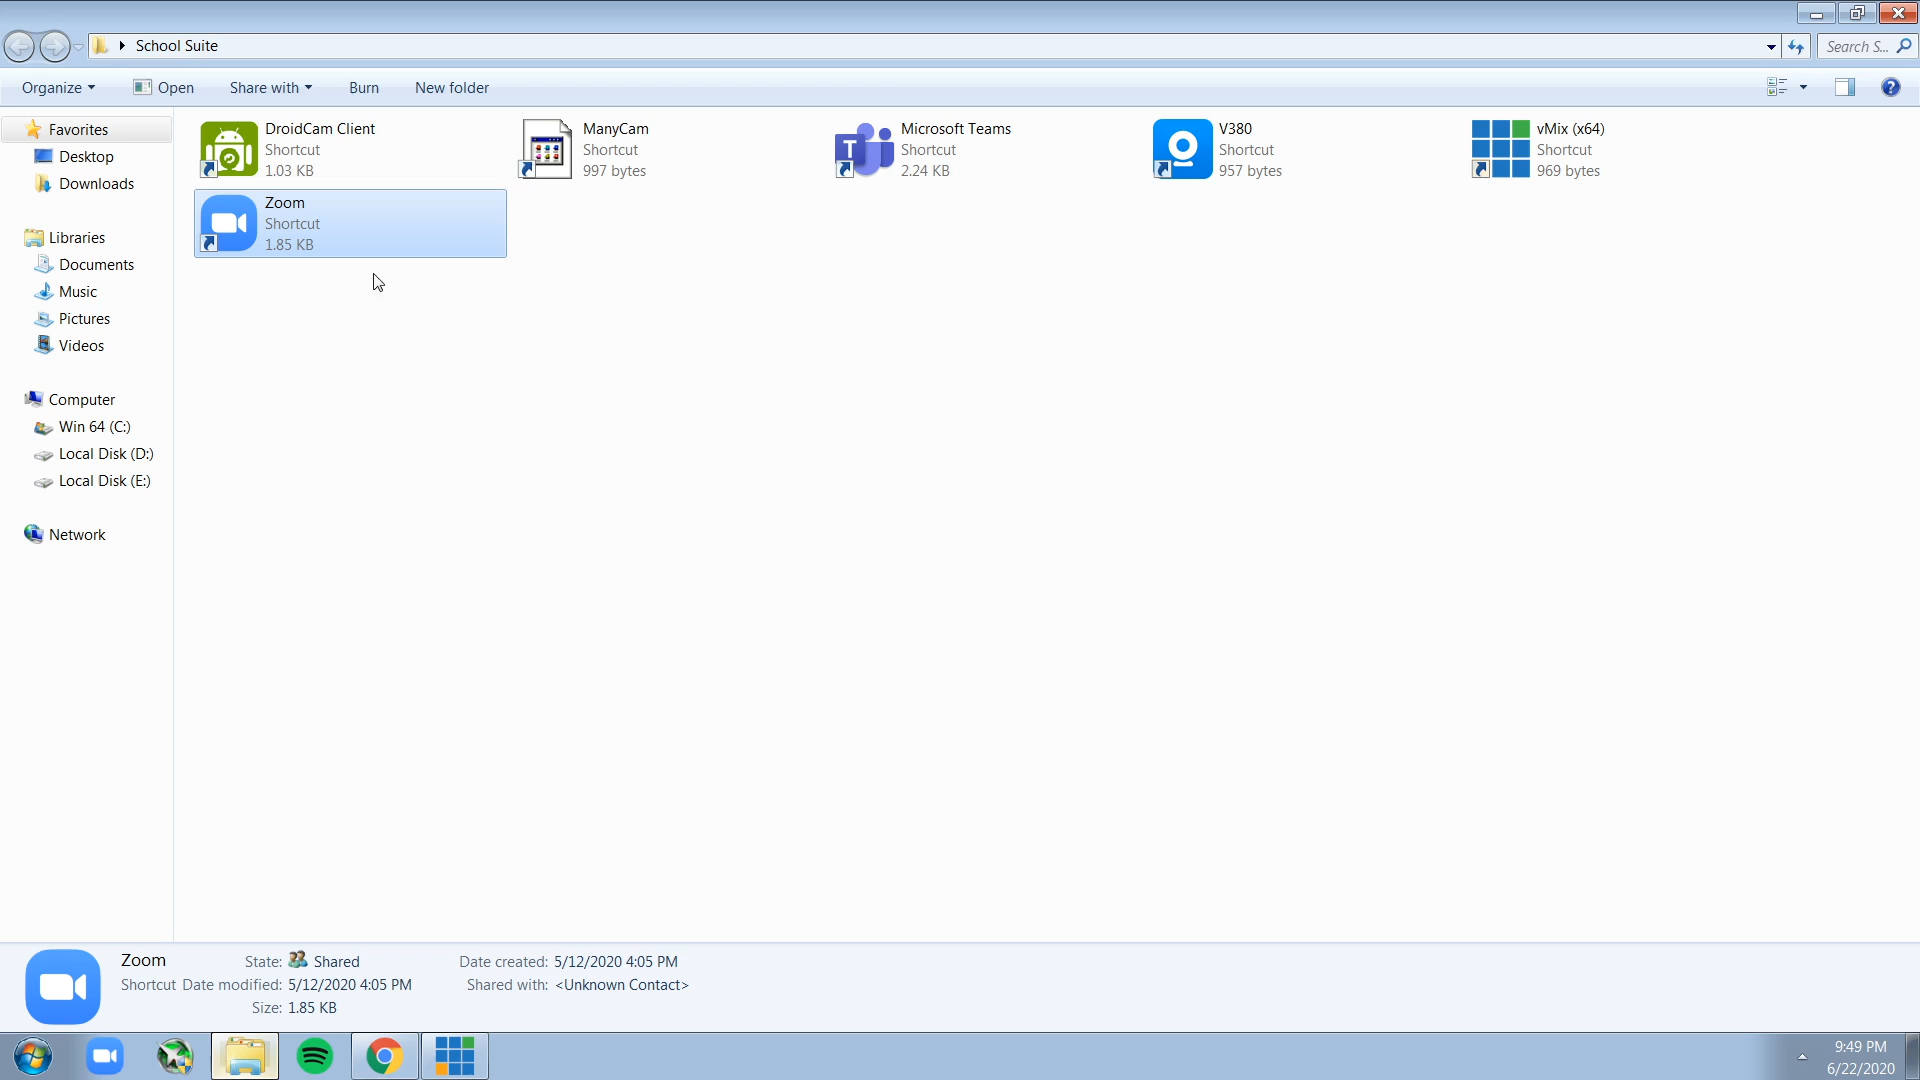 School Suite
Search S...
Organize
Open
Share with
Burn
New folder
Favorites
Desktop
Downloads
Libraries
Documents
Music
Pictures
Videos
Computer
Win 64 (C:)
Local Disk (D:)
Local Disk (E:)
Network
DroidCam Client
Shortcut
1.03 KB
ManyCam
Shortcut
997 bytes
T
Microsoft Teams
Shortcut
2.24 KB
V380
Shortcut
957 bytes
vMix (x64)
Shortcut
969 bytes
Zoom
Shortcut
1.85 KB
Zoom
Shortcut
State: Shared
Date modified: 5/12/2020 4:05 PM
Size: 1.85 KB
Date created: 5/12/2020 4:05 PM
Shared with: <Unknown Contact>
9:49 PM
6/22/2020